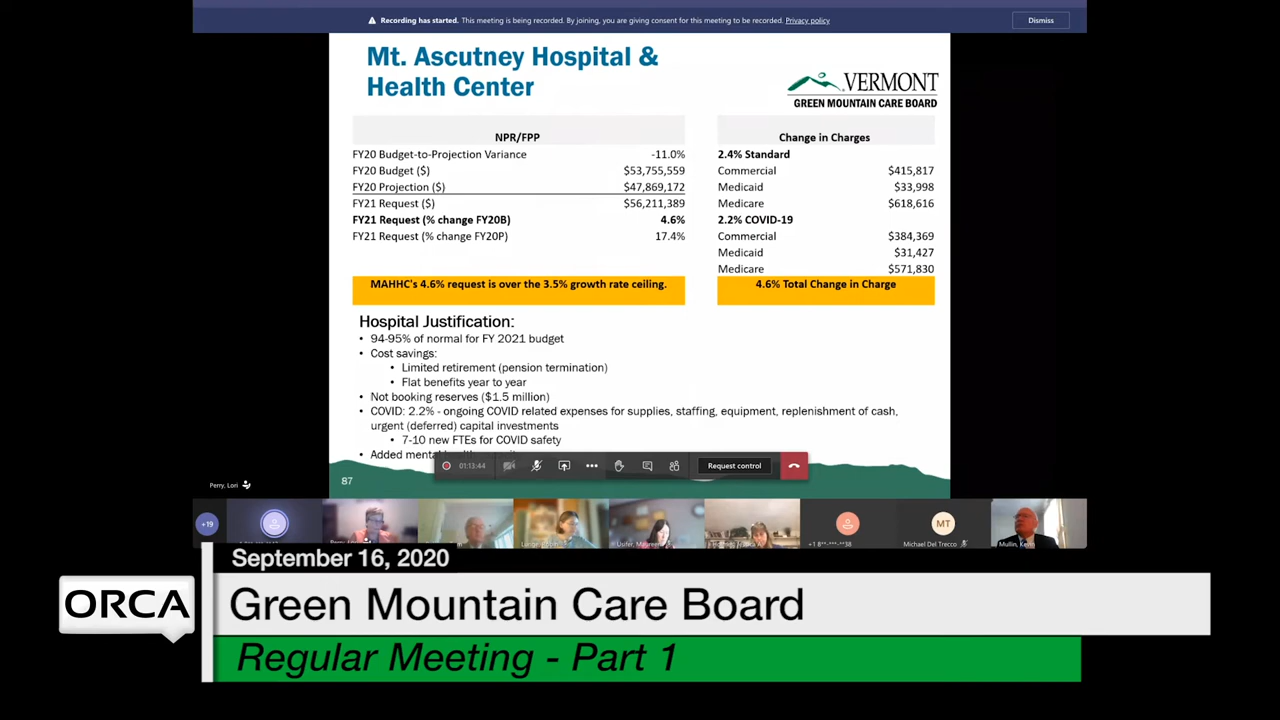 Recording has started. This meeting is being recorded. By joining, you are giving consent for this meeting to be recorded. Privacy policy
Dismiss
Mt. Ascutney Hospital &
Health Center
VERMONT
GREEN MOUNTAIN CARE BOARD
NPR/FPP
FY20 Budget-to-Projection Variance -11.0%
FY20 Budget ($) $53,755,559
FY20 Projection ($) $47,869,172
FY21 Request ($) $56,211,389
FY21 Request (% change FY20B) 4.6%
FY21 Request (% change FY20P) 17.4%
MAHHC's 4.6% request is over the 3.5% growth rate ceiling.
Change in Charges
2.4% Standard
Commercial $415,817
Medicaid $33,998
Medicare $618,616
2.2% COVID-19
Commercial $384,369
Medicaid $31,427
Medicare $571,830
4.6% Total Change in Charge
Hospital Justification:
• 94-95% of normal for FY 2021 budget
• Cost savings:
• Limited retirement (pension termination)
• Flat benefits year to year
• Not booking reserves ($1.5 million)
• COVID: 2.2% - ongoing COVID related expenses for supplies, staffing, equipment, replenishment of cash,
urgent (deferred) capital investments
• 7-10 new FTEs for COVID safety
• Added mental
01:13:44
Request control
87
Perry, Lori
+19
MT
Michael Del Trecco
Mullin, Kevin
September 16, 2020
ORCA
Green Mountain Care Board
Regular Meeting - Part 1